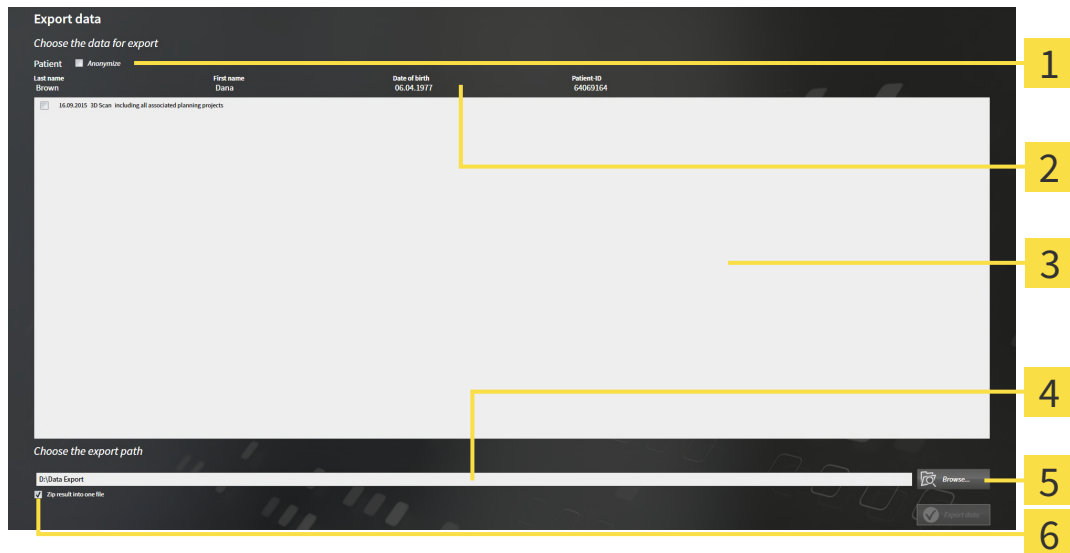 Export data
Choose the data for export
Patient Anonymize
1
Last name First name Date of birth Patient-ID
Brown Dana 06.04.1977 64069164
16.09.2015 3D Scan including all associated planning projects
2
3
4
Choose the export path
D:\Data Export Browse...
5
Zip result into one file
Export data
6